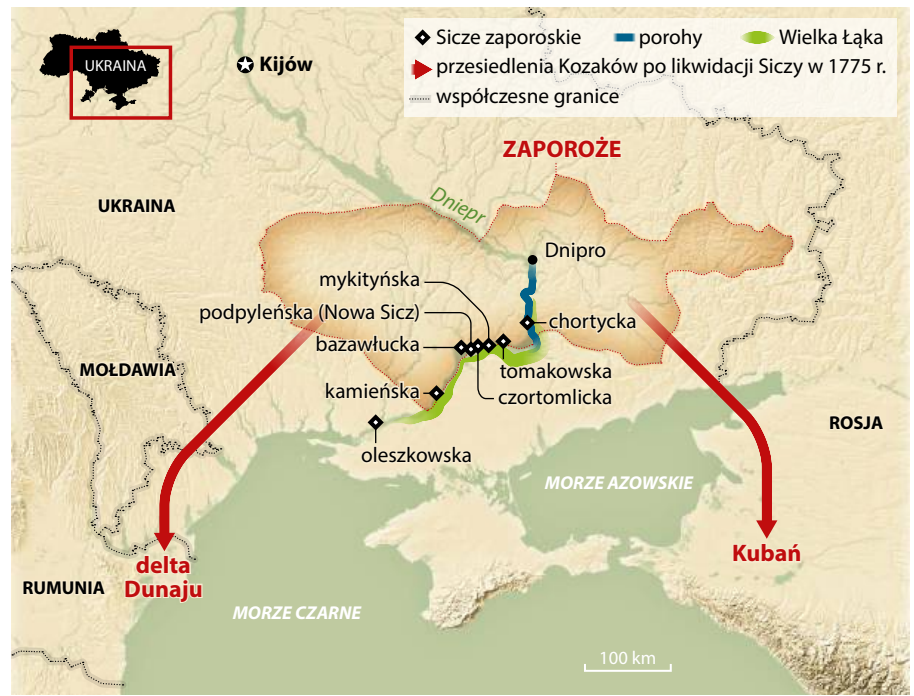 Sicze zaporoskie
porohy
Wielka Łąka
przesiedlenia Kozaków po likwidacji Siczy w 1775 r.
współczesne granice
UKRAINA
Kijów
ZAPOROŻE
UKRAINA
Dniepr
Dnipro
mykityńska
podpyleńska (Nowa Sicz)
chortycka
bazawłucka
MOŁDAWIA
tomakowska
kamieńska
czortomlicka
ROSJA
oleszkowska
MORZE AZOWSKIE
Kubań
delta
Dunaju
RUMUNIA
MORZE CZARNE
100 km